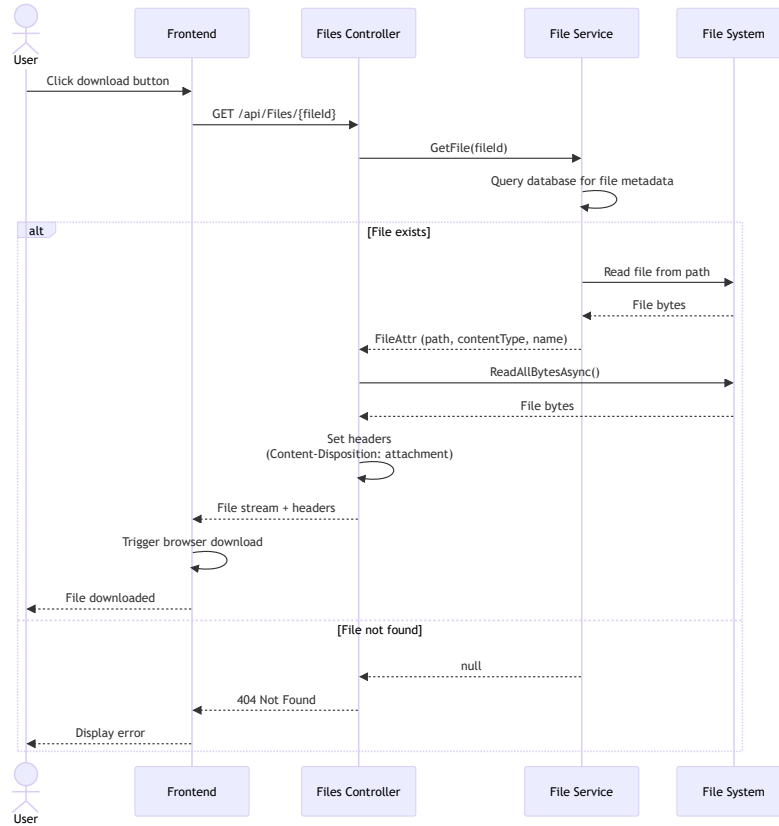 Frontend
Files Controller
File Service
File System
User
Click download button
GET /api/Files/{fileId}
GetFile(fileId)
Query database for file metadata
alt
[File exists]
Read file from path
File bytes
FileAttr (path, contentType, name)
ReadAllBytesAsync()
File bytes
Set headers
(Content-Disposition: attachment)
File stream + headers
Trigger browser download
File downloaded
[File not found]
null
404 Not Found
Display error
Frontend
Files Controller
File Service
File System
User